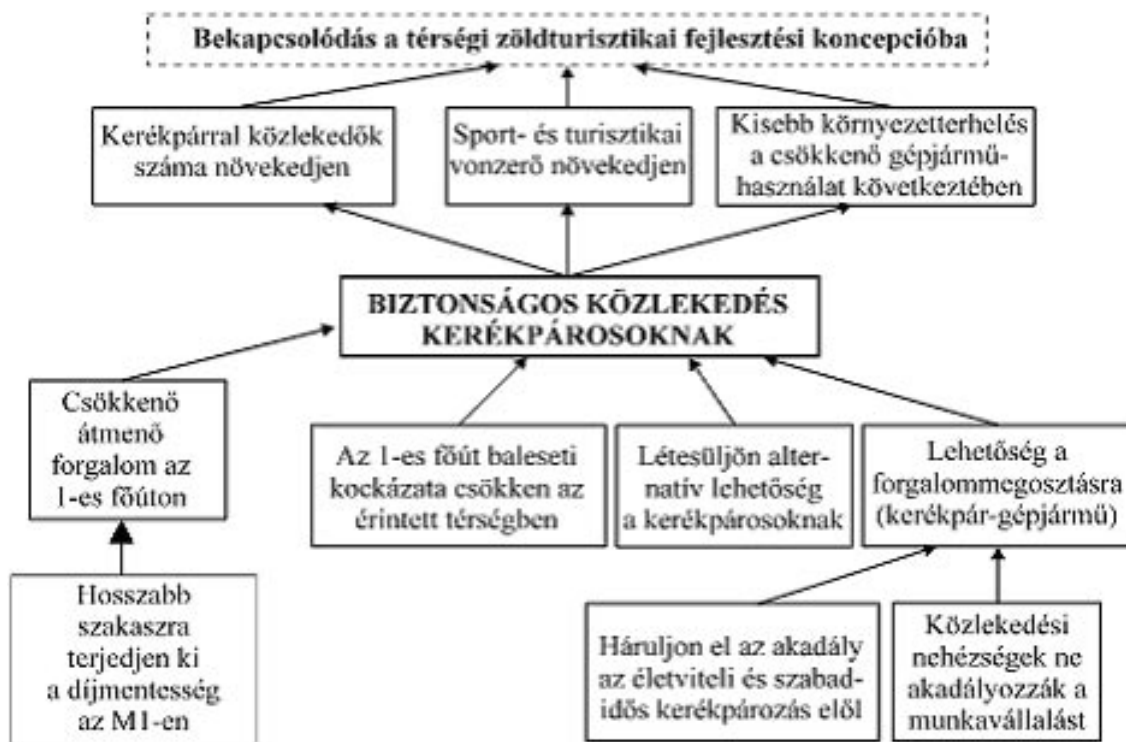 Bekapcsolódás a térségi zöldturisztikai fejlesztési koncepcióba
Kerékpárral közlekedők
száma növekedjen
Sport- és turisztikai
vonzerő növekedjen
Kisebb környezetterhelés
a csökkenő gépjármű-
használat következtében
BIZTONSÁGOS KÖZLEKEDÉS
KERÉKPÁROSOKNAK
Csökkenő
átmenő
forgalom az
1-es főúton
Az 1-es főút baleseti
kockázata csökken az
érintett térségben
Létesüljön alter-
natív lehetőség
a kerékpárosoknak
Lehetőség a
forgalommegosztásra
(kerékpár-gépjármű)
Hosszabb
szakaszra
terjedjen ki
a díjmentesség
az M1-en
Háruljon el az akadály
az életviteli és szabad-
idős kerékpározás elől
Közlekedési
nehézségek ne
akadályozzák a
munkavállalást